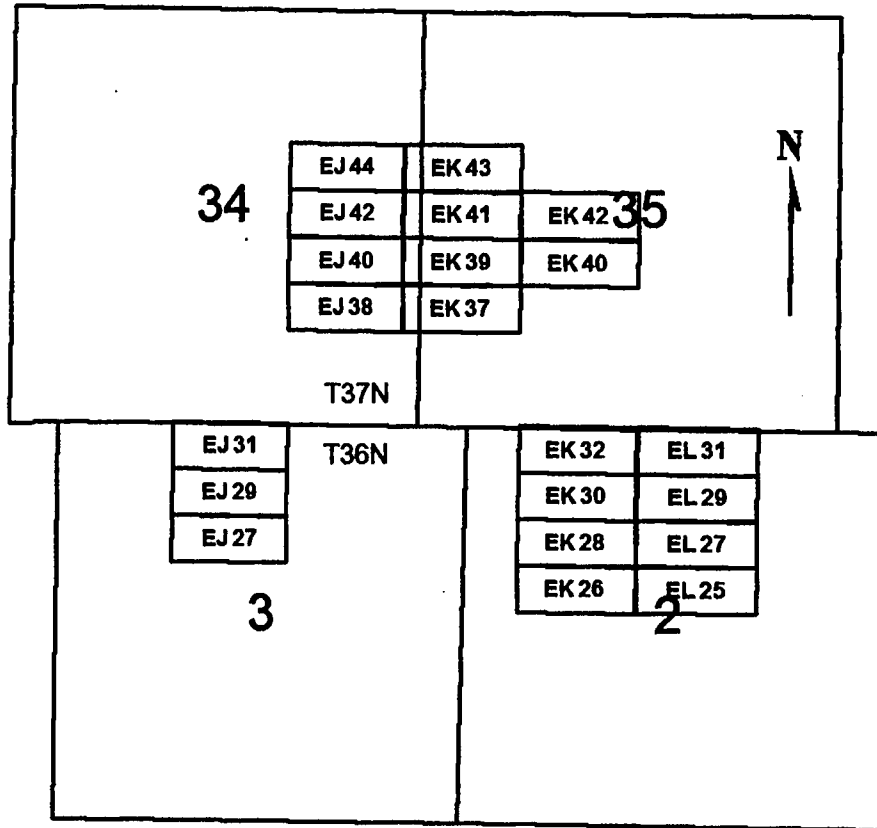 N
EJ 44 EK 43
34 EJ 42 EK 41 EK 42 35
EJ 40 EK 39 EK 40
EJ 38 EK 37
T37N
EJ 31 T36N EK 32 EL 31
EJ 29 EK 30 EL 29
EJ 27 EK 28 EL 27
EK 26 EL 25
3 2